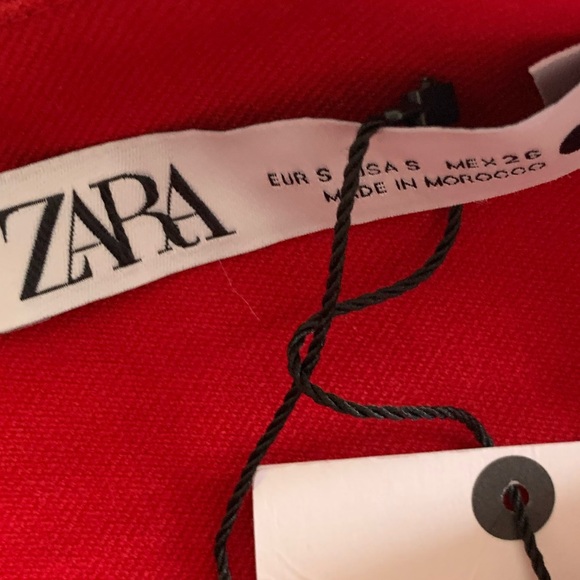 ZARA
EUR S USA S MEX 26
MADE IN MOROCCO